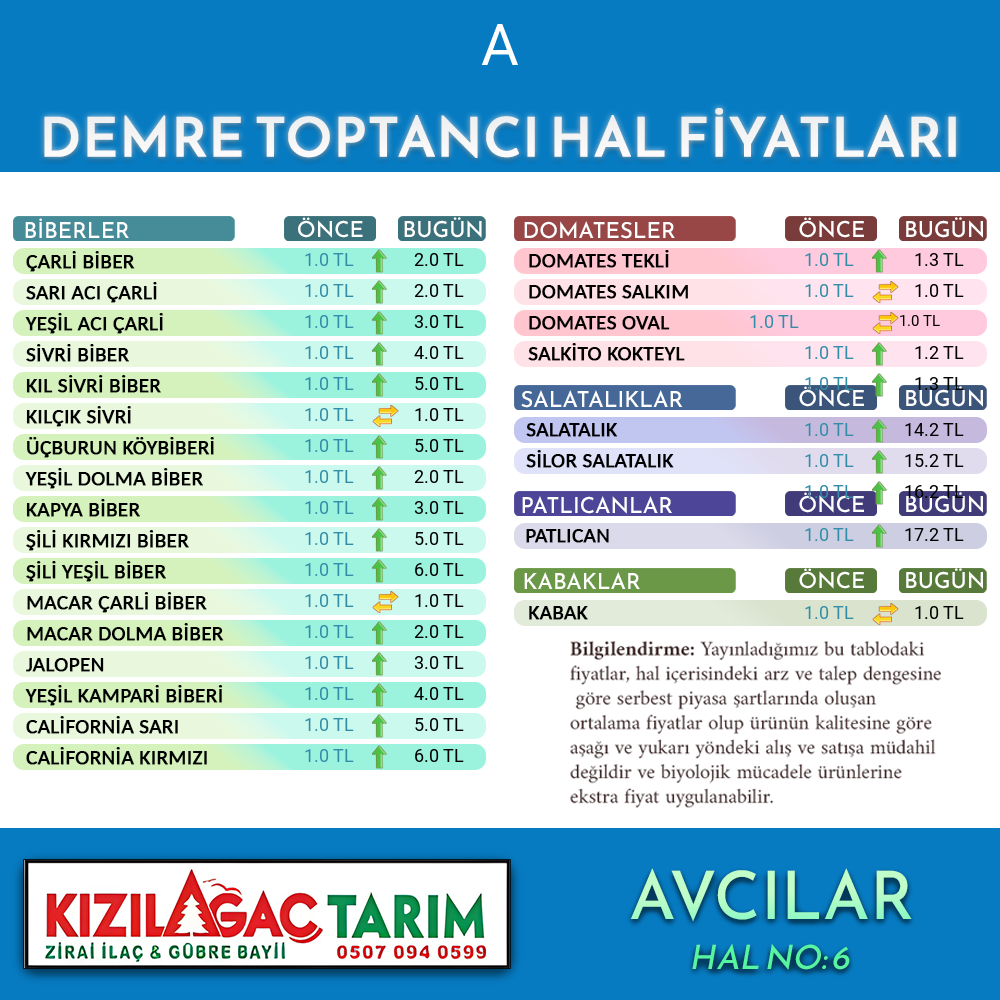 A
DEMRE TOPTANCI HAL FİYATLARI
BİBERLER ÖNCE BUGÜN
ÇARLİ BİBER 1.0 TL 2.0 TL
SARI ACI ÇARLİ 1.0 TL 2.0 TL
YEŞİL ACI ÇARLİ 1.0 TL 3.0 TL
SİVRİ BİBER 1.0 TL 4.0 TL
KIL SİVRİ BİBER 1.0 TL 5.0 TL
KILÇIK SİVRİ 1.0 TL 1.0 TL
ÜÇBURUN KÖYBİBERİ 1.0 TL 5.0 TL
YEŞİL DOLMA BİBER 1.0 TL 2.0 TL
KAPYA BİBER 1.0 TL 3.0 TL
ŞİLİ KIRMIZI BİBER 1.0 TL 5.0 TL
ŞİLİ YEŞİL BİBER 1.0 TL 6.0 TL
MACAR ÇARLİ BİBER 1.0 TL 1.0 TL
MACAR DOLMA BİBER 1.0 TL 2.0 TL
JALOPEN 1.0 TL 3.0 TL
YEŞİL KAMPARİ BİBERİ 1.0 TL 4.0 TL
CALİFORNİA SARI 1.0 TL 5.0 TL
CALİFORNİA KIRMIZI 1.0 TL 6.0 TL
DOMATESLER ÖNCE BUGÜN
DOMATES TEKLİ 1.0 TL 1.3 TL
DOMATES SALKIM 1.0 TL 1.0 TL
DOMATES OVAL 1.0 TL 1.0 TL
SALKİTO KOKTEYL 1.0 TL 1.2 TL
1.0 TL 1.3 TL
SALATALIKLAR ÖNCE BUGÜN
SALATALIK 1.0 TL 14.2 TL
SİLOR SALATALIK 1.0 TL 15.2 TL
1.0 TL 16.2 TL
PATLICANLAR ÖNCE BUGÜN
PATLICAN 1.0 TL 17.2 TL
KABAKLAR ÖNCE BUGÜN
KABAK 1.0 TL 1.0 TL
Bilgilendirme: Yayınladığımız bu tablodaki
fiyatlar, hal içerisindeki arz ve talep dengesine
göre serbest piyasa şartlarında oluşan
ortalama fiyatlar olup ürünün kalitesine göre
aşağı ve yukarı yöndeki alış ve satışa müdahil
değildir ve biyolojik mücadele ürünlerine
ekstra fiyat uygulanabilir.
KIZILAGAÇ TARIM
ZİRAİ İLAÇ & GÜBRE BAYİİ 0507 094 0599
AVCILAR
HAL NO:6